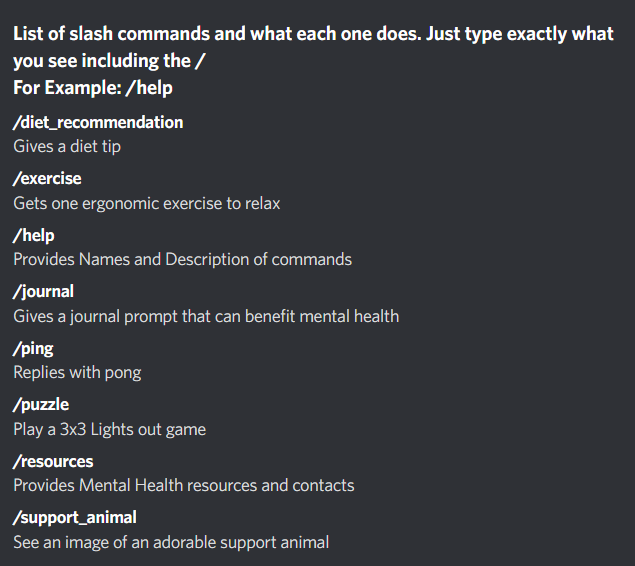 List of slash commands and what each one does. Just type exactly what
you see including the /
For Example: /help
/diet_recommendation
Gives a diet tip
/exercise
Gets one ergonomic exercise to relax
/help
Provides Names and Description of commands
/journal
Gives a journal prompt that can benefit mental health
/ping
Replies with pong
/puzzle
Play a 3x3 Lights out game
/resources
Provides Mental Health resources and contacts
/support_animal
See an image of an adorable support animal